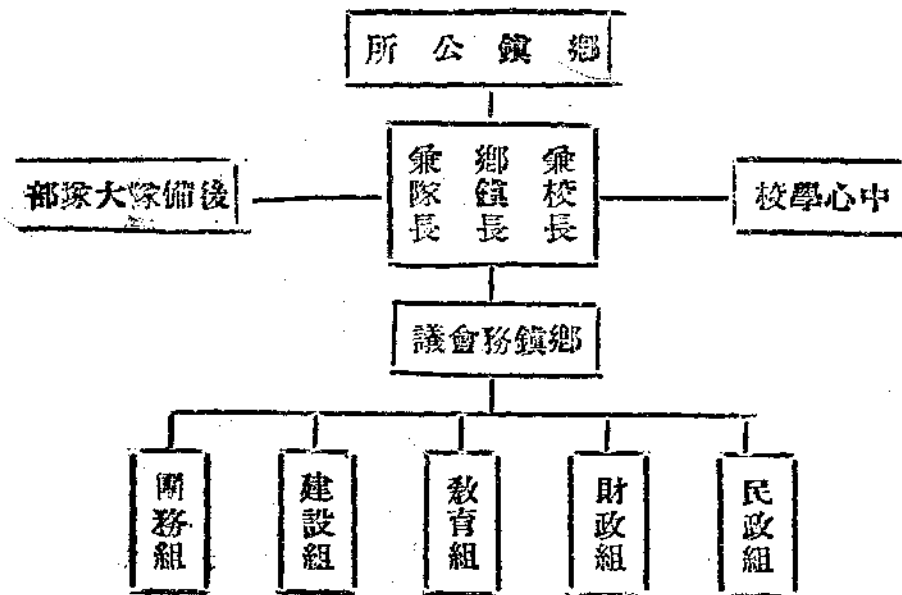 鄉鎮公所
兼校長
鄉鎮長
兼隊長
中心學校
後備隊大隊部
鄉鎮務會議
民政組
財政組
教育組
建設組
團務組